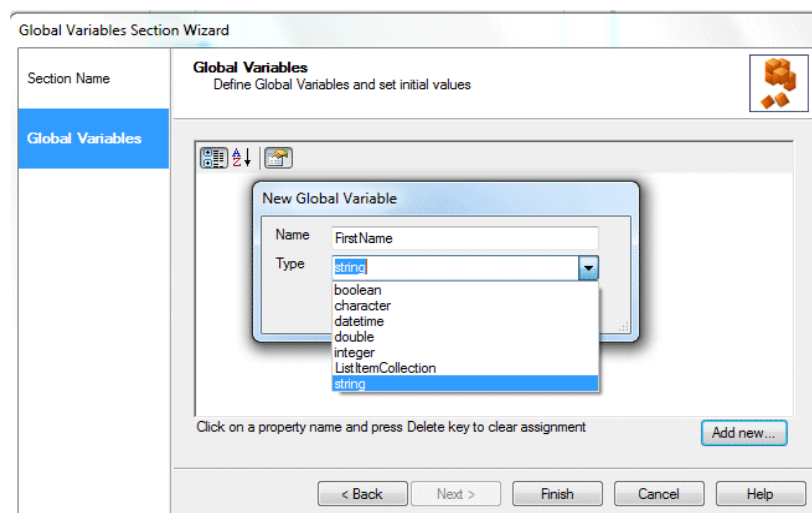 Global Variables Section Wizard
Section Name
Global Variables
Global Variables
Define Global Variables and set initial values
A
Z
New Global Variable
Name FirstName
Type string
boolean
character
datetime
double
integer
ListItemCollection
string
Click on a property name and press Delete key to clear assignment
Add new...
< Back Next > Finish Cancel Help